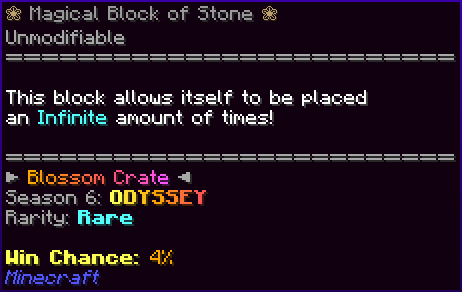 ❀ Magical Block of Stone ❀
Unmodifiable
================================
This block allows itself to be placed
an Infinite amount of times!
================================
► Blossom Crate ◄
Season 6: ODYSSEY
Rarity: Rare
Win Chance: 4%
Minecraft